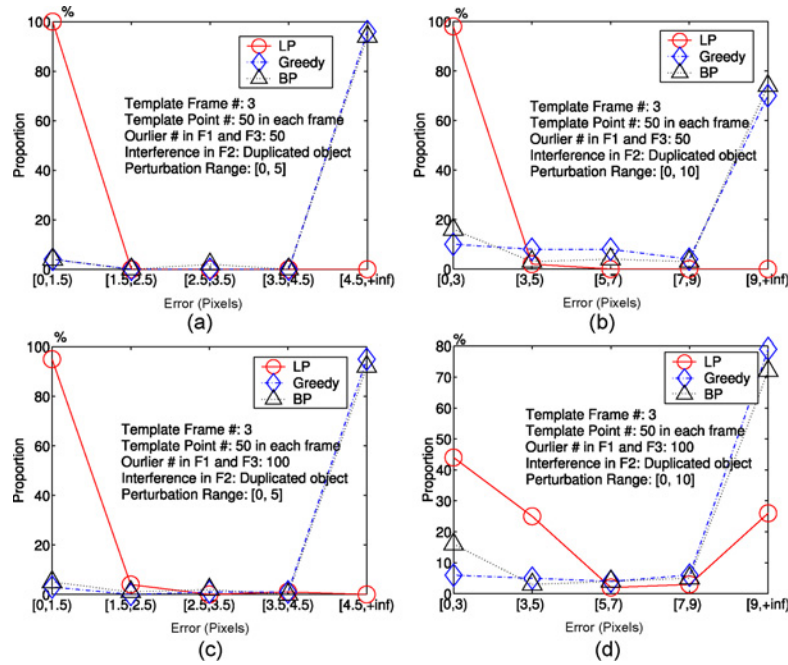 %
100
80
60
40
20
0
Proportion
LP
Greedy
BP
Template Frame #: 3
Template Point #: 50 in each frame
Ourlier # in F1 and F3: 50
Interference in F2: Duplicated object
Perturbation Range: [0, 5]
[0,1.5) [1.5,2.5) [2.5,3.5) [3.5,4.5) [4.5,+inf)
Error (Pixels)
(a)
%
100
80
60
40
20
0
Proportion
LP
Greedy
BP
Template Frame #: 3
Template Point #: 50 in each frame
Ourlier # in F1 and F3: 50
Interference in F2: Duplicated object
Perturbation Range: [0, 10]
[0,3) [3,5) [5,7) [7,9) [9,+inf)
Error (Pixels)
(b)
%
100
80
60
40
20
0
Proportion
LP
Greedy
BP
Template Frame #: 3
Template Point #: 50 in each frame
Ourlier # in F1 and F3: 100
Interference in F2: Duplicated object
Perturbation Range: [0, 5]
[0,1.5) [1.5,2.5) [2.5,3.5) [3.5,4.5) [4.5,+inf)
Error (Pixels)
(c)
%
80
70
60
50
40
30
20
10
0
Proportion
LP
Greedy
BP
Template Frame #: 3
Template Point #: 50 in each frame
Ourlier # in F1 and F3: 100
Interference in F2: Duplicated object
Perturbation Range: [0, 10]
[0,3) [3,5) [5,7) [7,9) [9,+inf)
Error (Pixels)
(d)